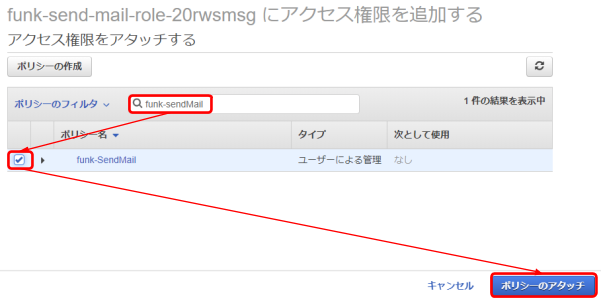 funk-send-mail-role-20rwsmsg にアクセス権限を追加する
アクセス権限をアタッチする
ポリシーの作成
ポリシーのフィルタ
funk-sendMail
1 件の結果を表示中
ポリシー名 タイプ 次として使用
funk-SendMail ユーザーによる管理 なし
キャンセル ポリシーのアタッチ